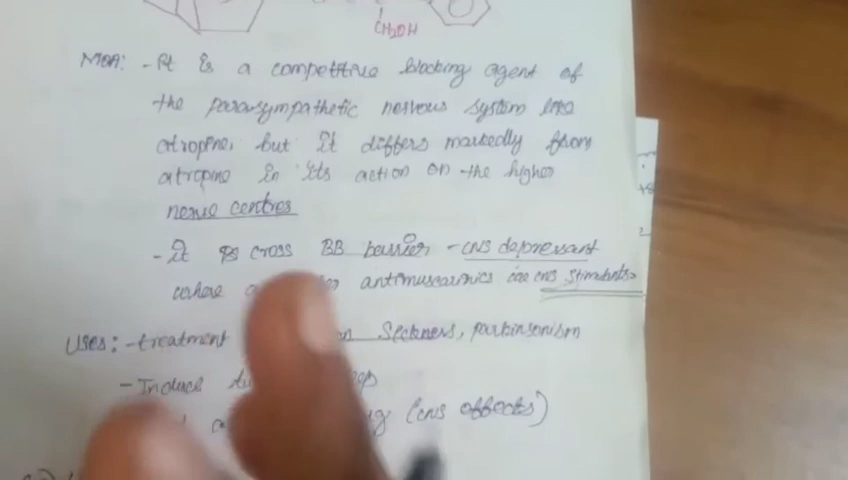 CH2OH
MOA: - It is a competitive blocking agent of
the parasympathetic nervous system like
atropine, but it differs markedly from
atropine in its action on the higher
nerve centres
- It cross BB barrier - CNS depressant
where antimuscarinics are CNS stimulants
Uses: - treatment sickness, parkinsonism
- Induce
(CNS effects)